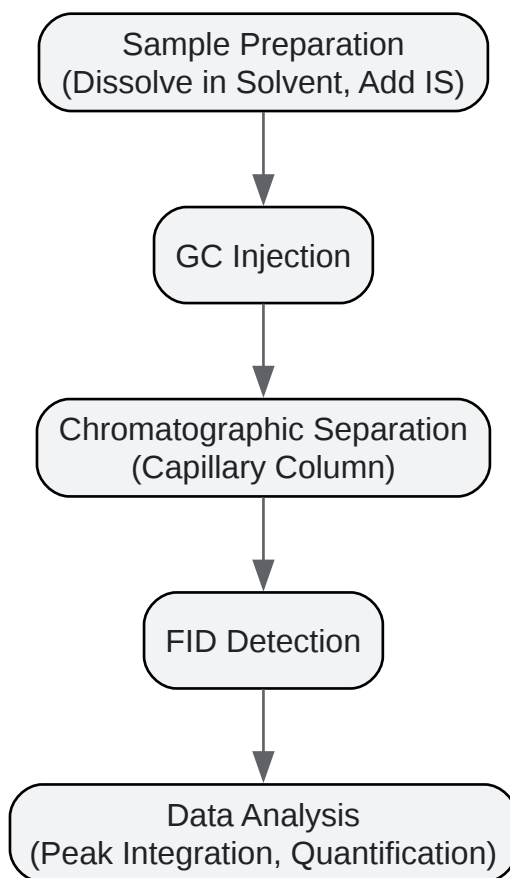 Sample Preparation
(Dissolve in Solvent, Add IS)
GC Injection
Chromatographic Separation
(Capillary Column)
FID Detection
Data Analysis
(Peak Integration, Quantification)